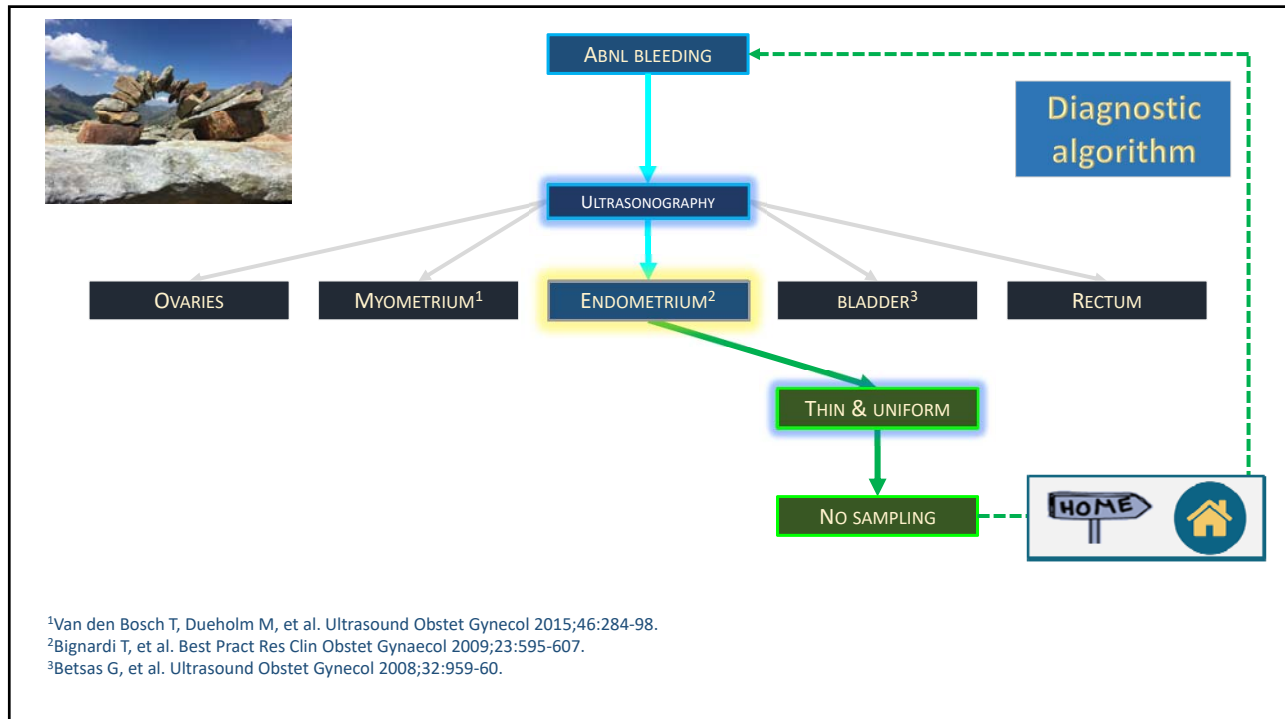 Abnl bleeding
Diagnostic
algorithm
Ultrasonography
Ovaries
Myometrium¹
Endometrium²
bladder³
Rectum
Thin & uniform
No sampling
HOME
¹Van den Bosch T, Dueholm M, et al. Ultrasound Obstet Gynecol 2015;46:284-98.
²Bignardi T, et al. Best Pract Res Clin Obstet Gynaecol 2009;23:595-607.
³Betsas G, et al. Ultrasound Obstet Gynecol 2008;32:959-60.